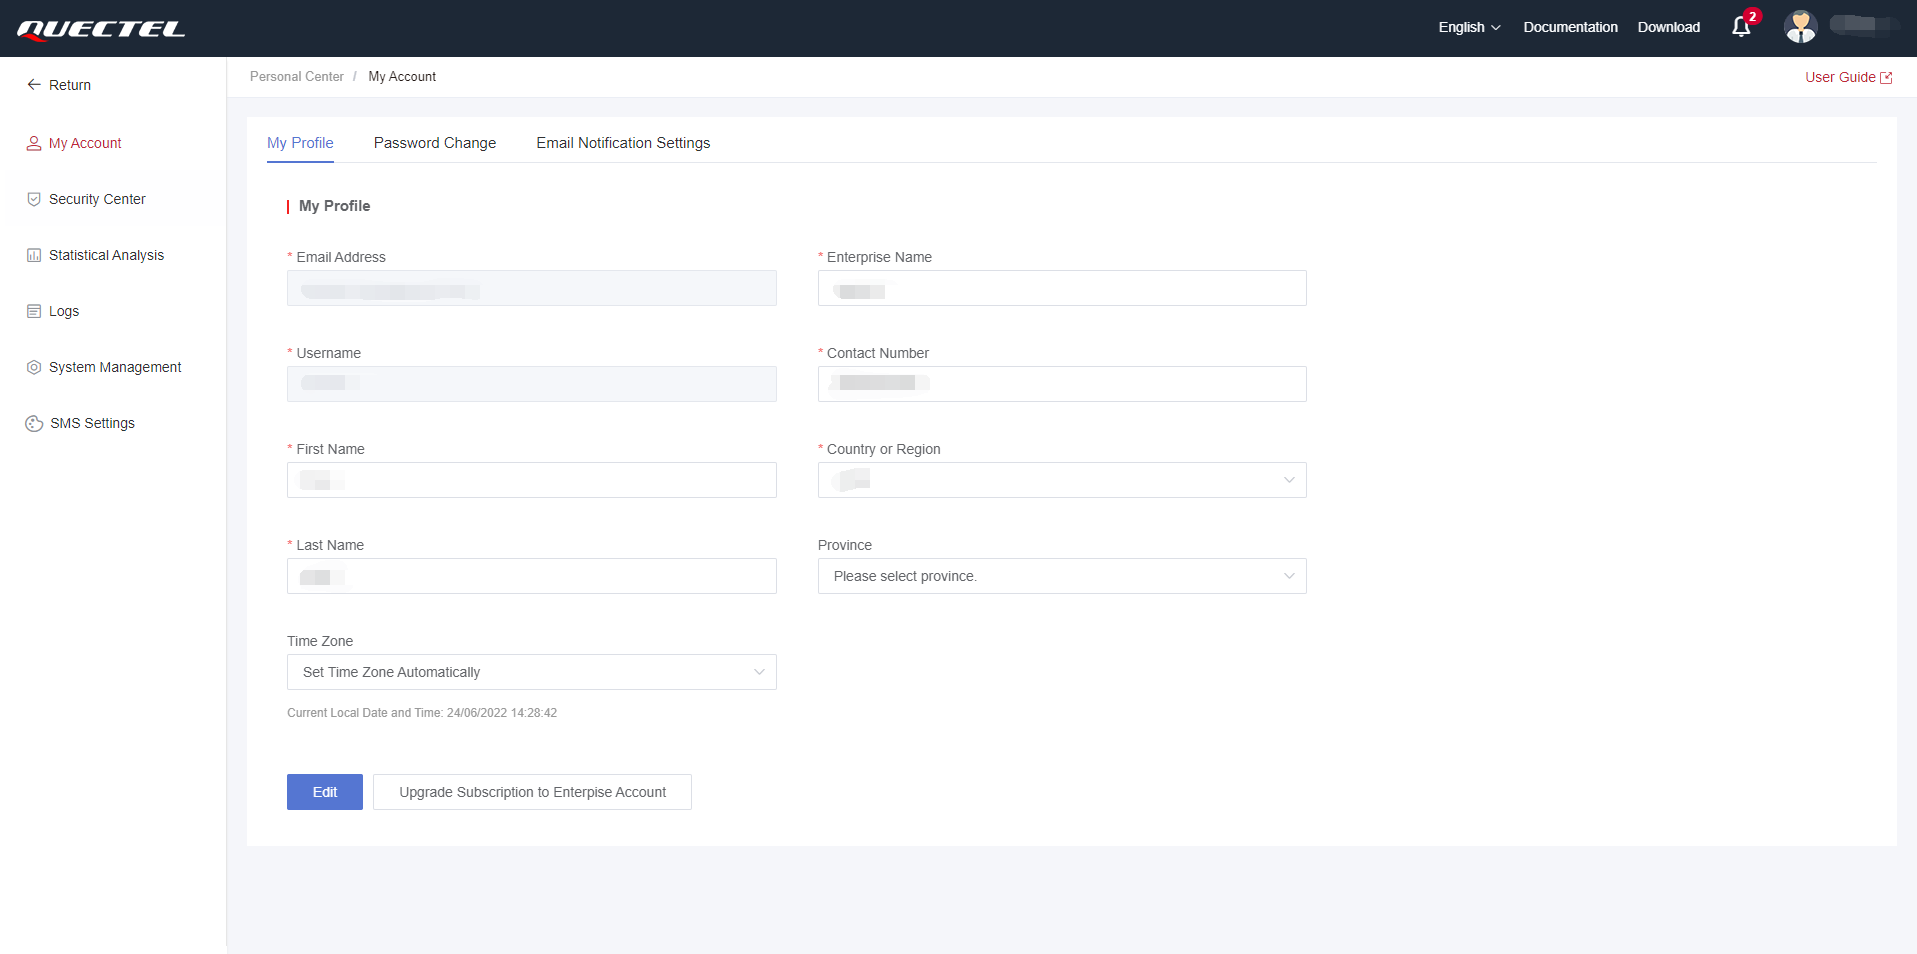 QUECTEL
English
Documentation
Download
2
Return
My Account
Security Center
Statistical Analysis
Logs
System Management
SMS Settings
Personal Center / My Account
User Guide
My Profile
Password Change
Email Notification Settings
My Profile
* Email Address
* Enterprise Name
* Username
* Contact Number
* First Name
* Country or Region
* Last Name
Province
Please select province.
Time Zone
Set Time Zone Automatically
Current Local Date and Time: 24/06/2022 14:28:42
Edit
Upgrade Subscription to Enterpise Account